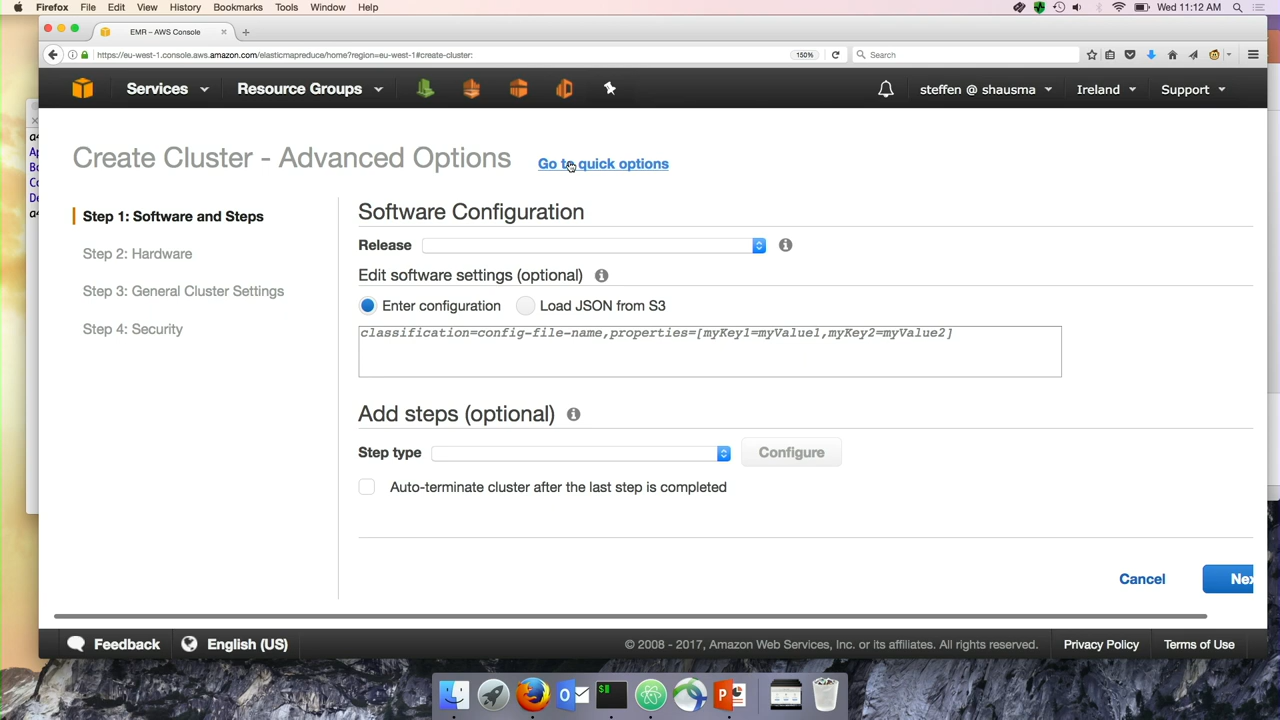 Firefox File Edit View History Bookmarks Tools Window Help Wed 11:12 AM
EMR – AWS Console
https://eu-west-1.console.aws.amazon.com/elasticmapreduce/home?region=eu-west-1#create-cluster: 150% Search
Services Resource Groups steffen @ shausma Ireland Support
Create Cluster - Advanced Options Go to quick options
Step 1: Software and Steps
Step 2: Hardware
Step 3: General Cluster Settings
Step 4: Security
Software Configuration
Release
Edit software settings (optional)
Enter configuration Load JSON from S3
classification=config-file-name,properties=[myKey1=myValue1,myKey2=myValue2]
Add steps (optional)
Step type Configure
Auto-terminate cluster after the last step is completed
Cancel Nex
Feedback English (US) © 2008 - 2017, Amazon Web Services, Inc. or its affiliates. All rights reserved. Privacy Policy Terms of Use